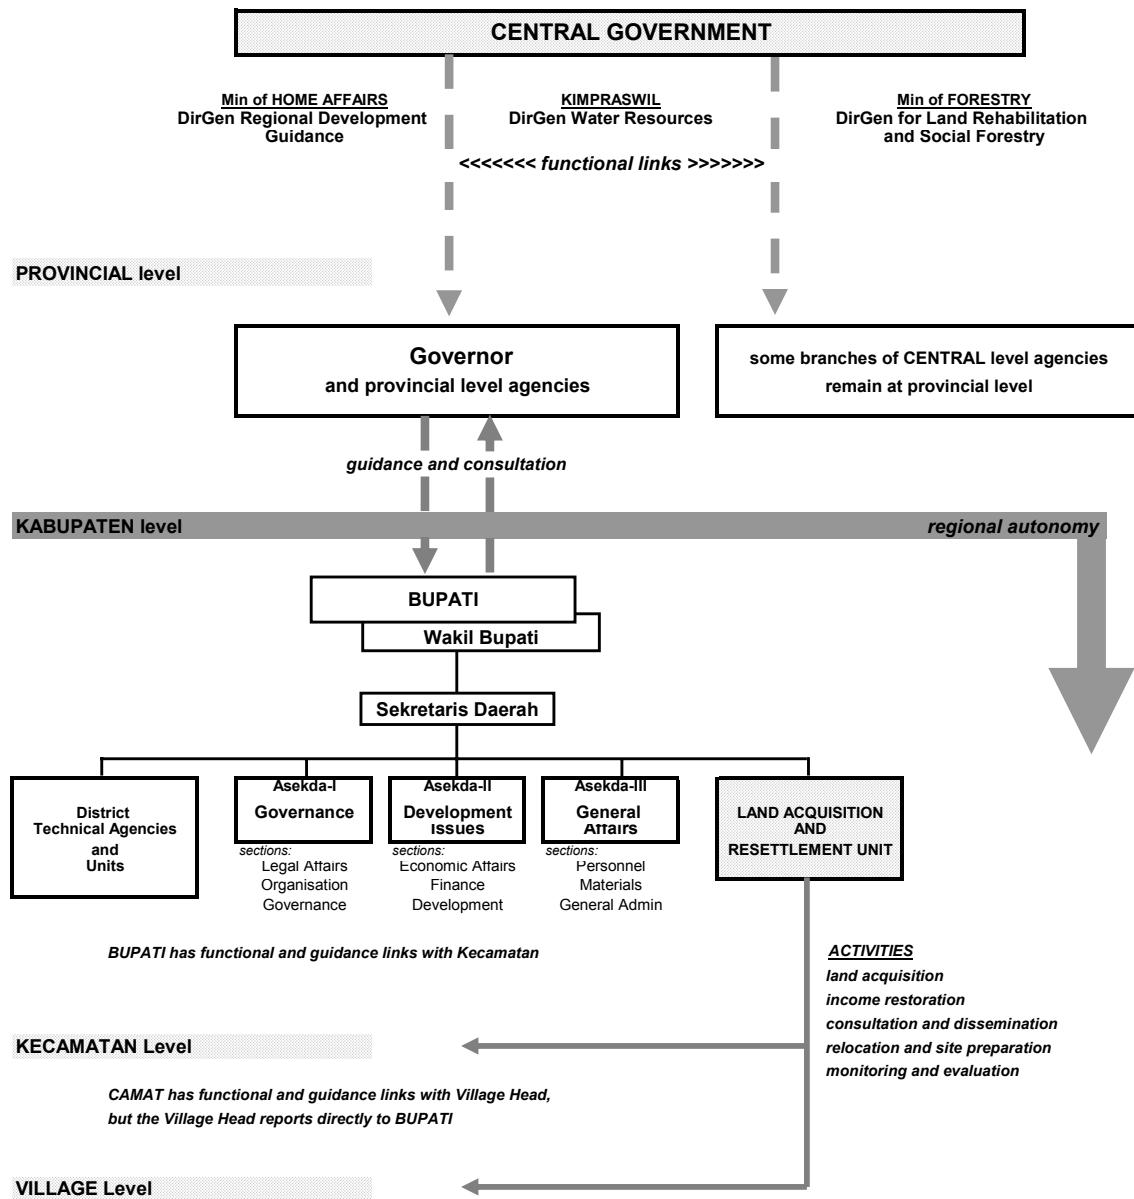 CENTRAL GOVERNMENT
Min of HOME AFFAIRS
DirGen Regional Development
Guidance
KIMPRASWIL
DirGen Water Resources
Min of FORESTRY
DirGen for Land Rehabilitation
and Social Forestry
<<<<<<< functional links >>>>>>>
PROVINCIAL level
Governor
and provincial level agencies
some branches of CENTRAL level agencies
remain at provincial level
guidance and consultation
KABUPATEN level
regional autonomy
BUPATI
Wakil Bupati
Sekretaris Daerah
District
Technical Agencies
and
Units
Asekda-I
Governance
sections:
Legal Affairs
Organisation
Governance
Asekda-II
Development
Issues
sections:
Economic Affairs
Finance
Development
Asekda-III
General
Affairs
sections:
Personnel
Materials
General Admin
LAND ACQUISITION
AND
RESETTLEMENT UNIT
BUPATI has functional and guidance links with Kecamatan
ACTIVITIES
land acquisition
income restoration
consultation and dissemination
relocation and site preparation
monitoring and evaluation
KECAMATAN Level
CAMAT has functional and guidance links with Village Head,
but the Village Head reports directly to BUPATI
VILLAGE Level